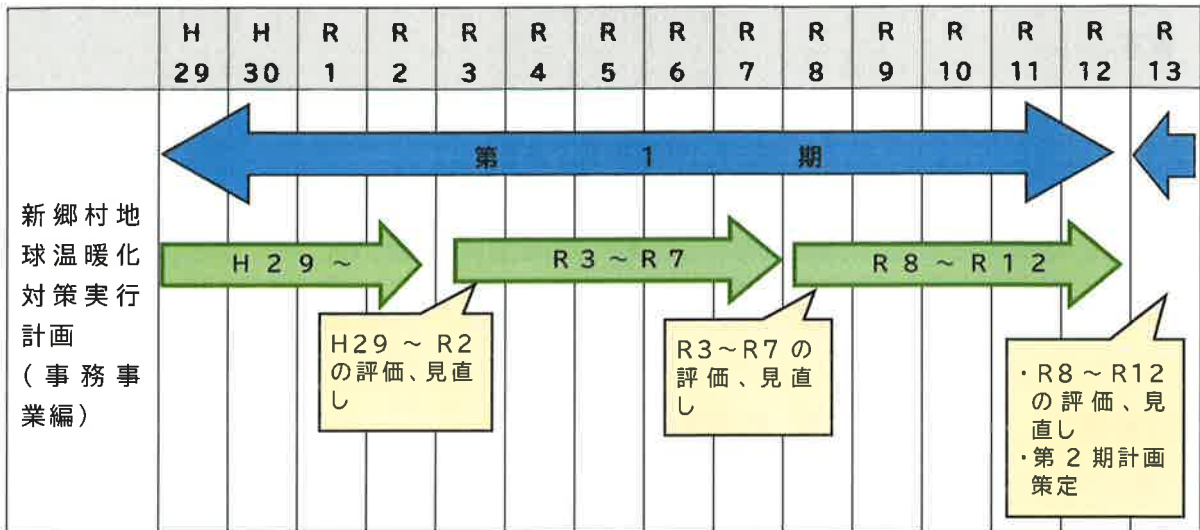 H H R R R R R R R R R R R R R
29 30 1 2 3 4 5 6 7 8 9 10 11 12 13
第 1 期
新郷村地
球温暖化
対策実行
計画
(事務事
業編)
H29~
R3~R7
R8~R12
H29 ~ R2
の評価、見直
し
R3~R7 の
評価、見直
し
・R8~R12
の評価、見
直し
・第2期計画
策定